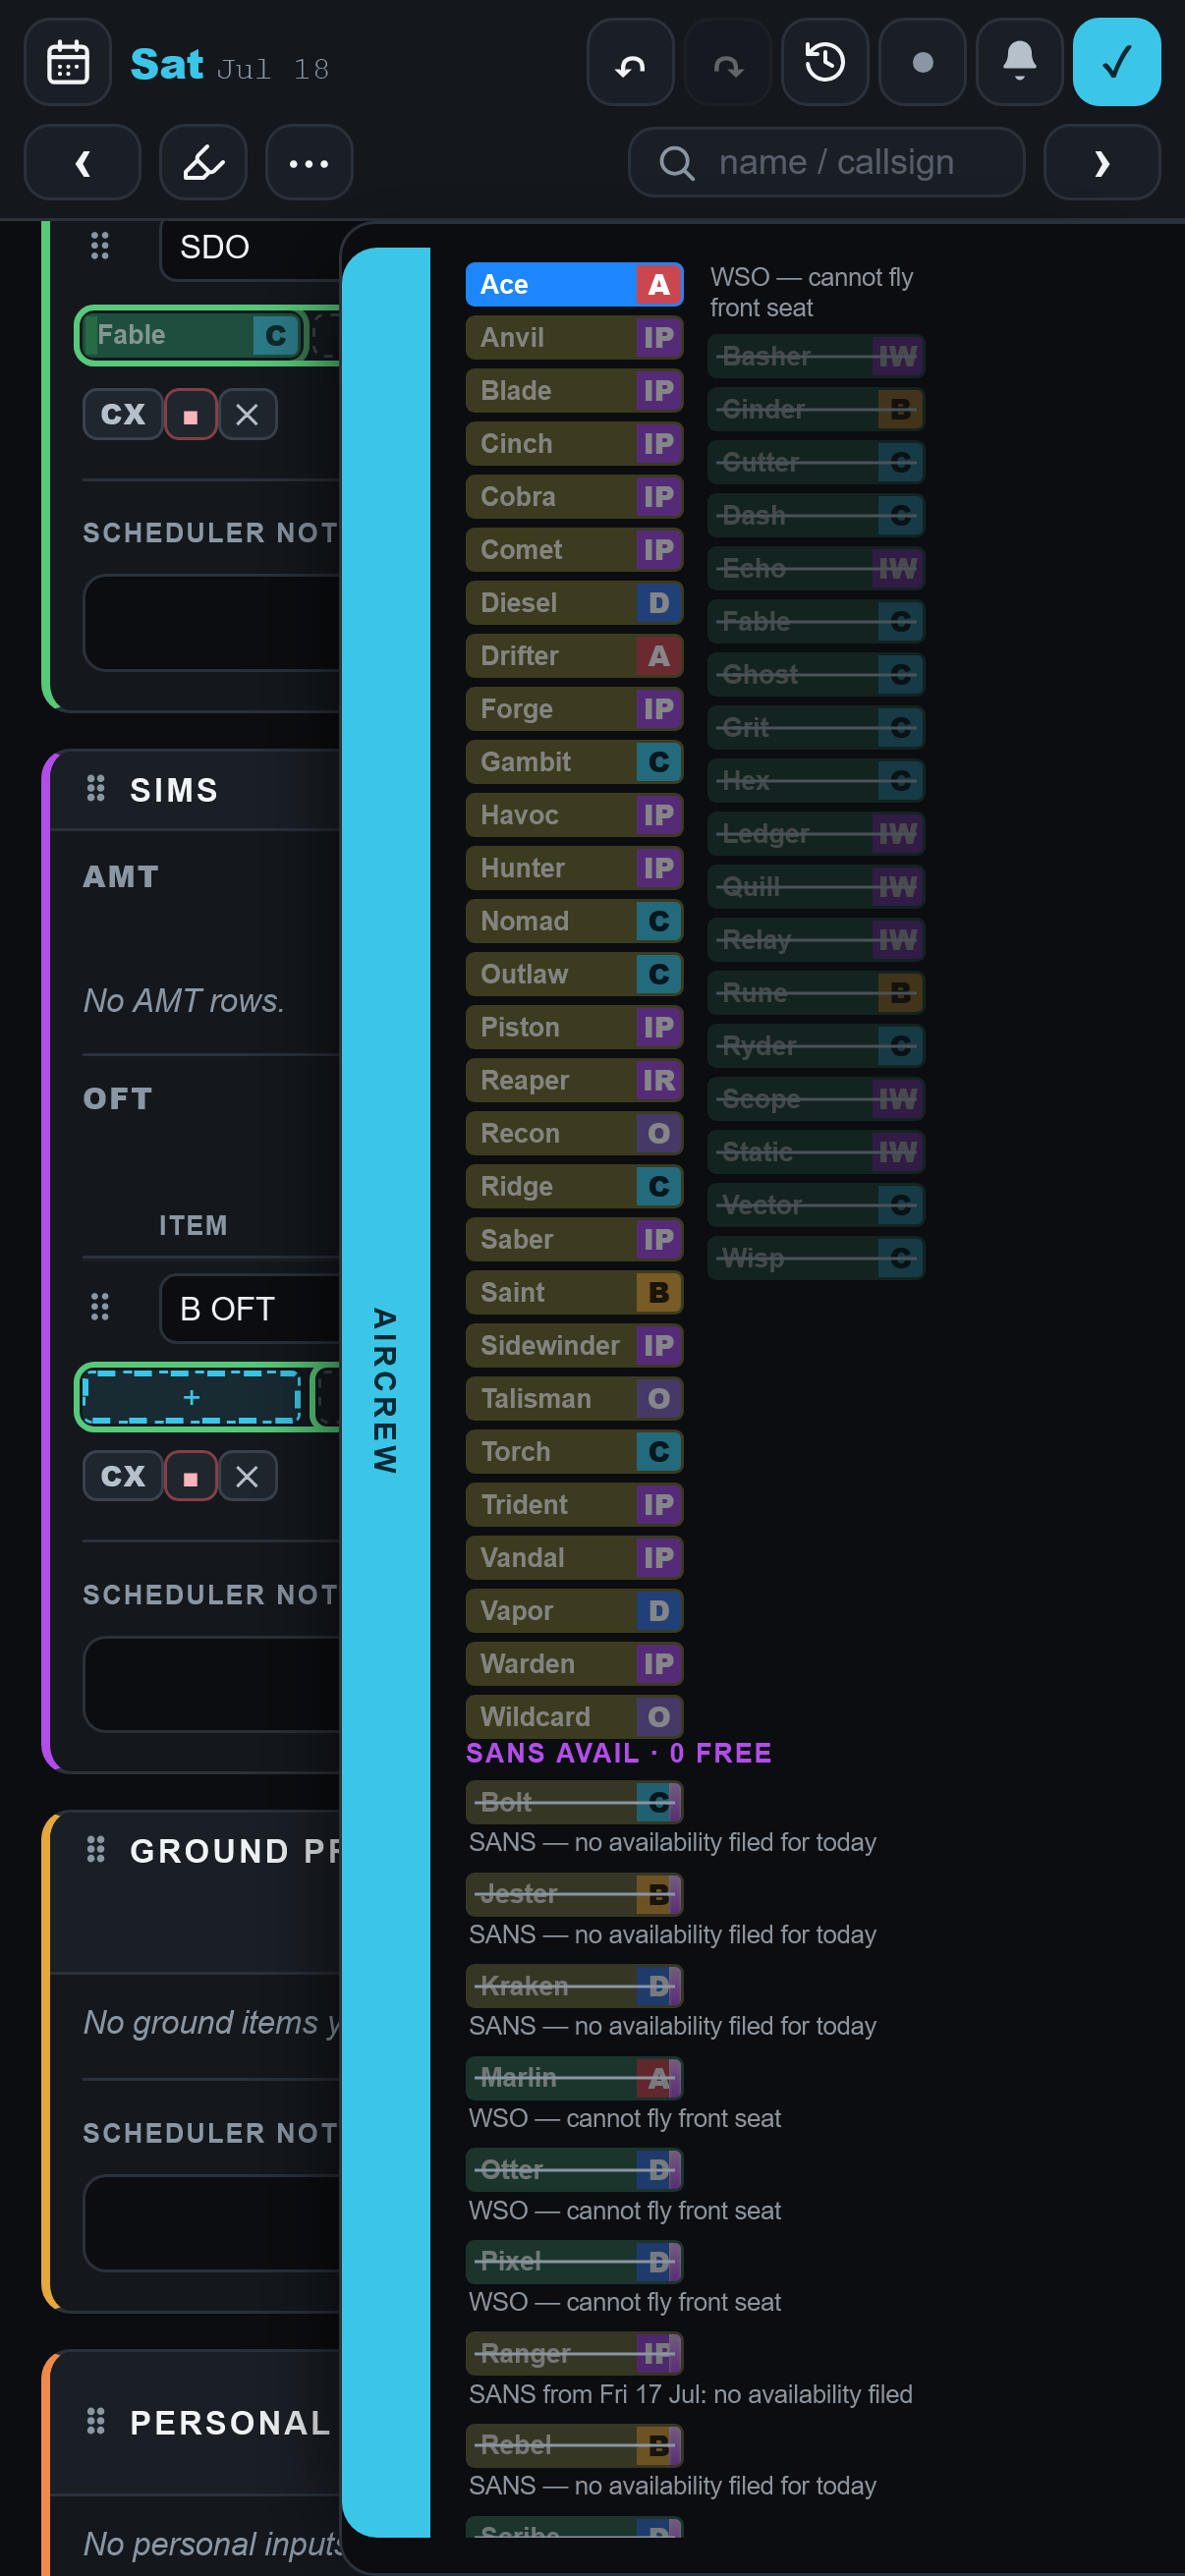 Sat Jul 18
name / callsign
SDO
Fable C
CX
SCHEDULER NOT
SIMS
AMT
No AMT rows.
OFT
ITEM
B OFT
+
CX
SCHEDULER NOT
GROUND PR
No ground items y
SCHEDULER NOT
PERSONAL
No personal inputs
AIRCREW
Ace A
Anvil IP
Blade IP
Cinch IP
Cobra IP
Comet IP
Diesel D
Drifter A
Forge IP
Gambit C
Havoc IP
Hunter IP
Nomad C
Outlaw C
Piston IP
Reaper IR
Recon O
Ridge C
Saber IP
Saint B
Sidewinder IP
Talisman O
Torch C
Trident IP
Vandal IP
Vapor D
Warden IP
Wildcard O
WSO — cannot fly
front seat
Basher IW
Cinder B
Cutter C
Dash C
Echo IW
Fable C
Ghost C
Grit C
Hex C
Ledger IW
Quill IW
Relay IW
Rune B
Ryder C
Scope IW
Static IW
Vector C
Wisp C
SANS AVAIL · 0 FREE
Bolt C
SANS — no availability filed for today
Jester B
SANS — no availability filed for today
Kraken D
SANS — no availability filed for today
Marlin A
WSO — cannot fly front seat
Otter D
WSO — cannot fly front seat
Pixel D
WSO — cannot fly front seat
Ranger IP
SANS from Fri 17 Jul: no availability filed
Rebel B
SANS — no availability filed for today
Scribe D